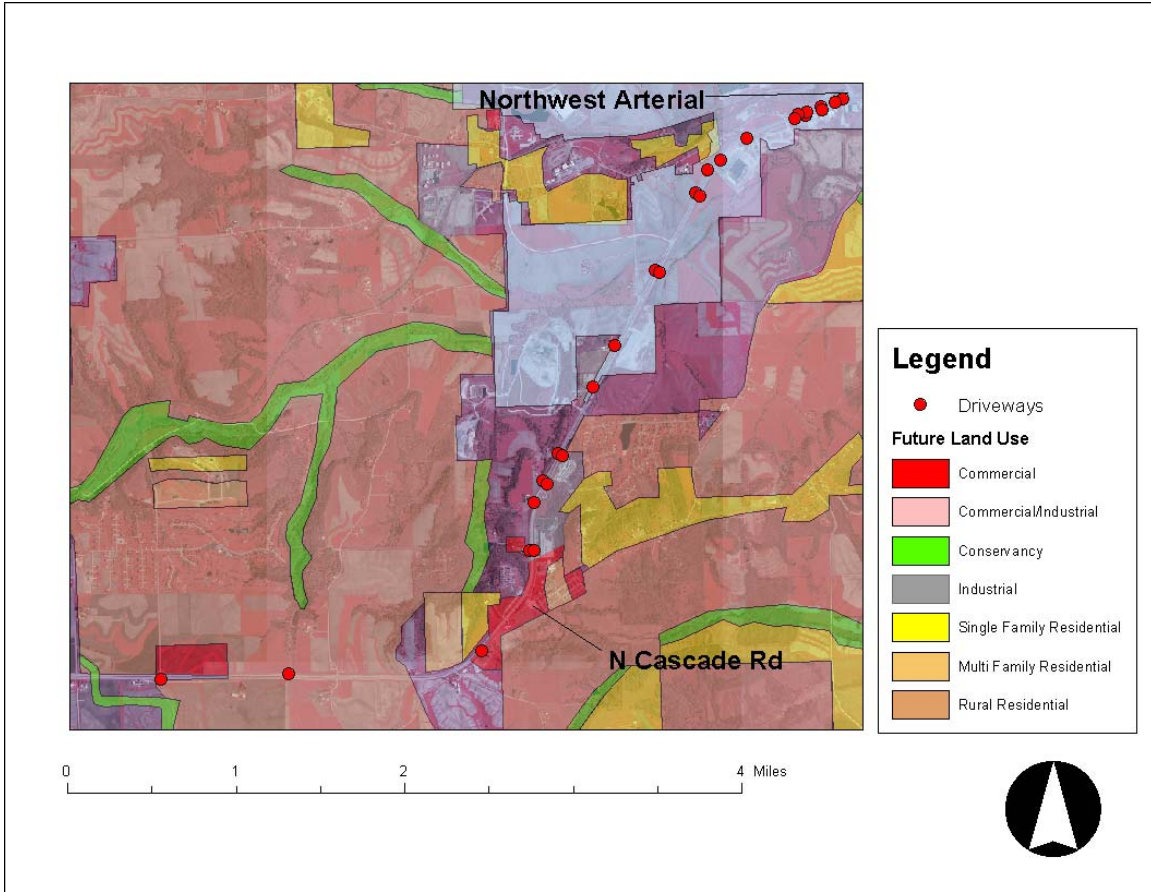 Northwest Arterial
N Cascade Rd
Legend
Driveways
Future Land Use
Commercial
Commercial/Industrial
Conservancy
Industrial
Single Family Residential
Multi Family Residential
Rural Residential
0 1 2 4 Miles